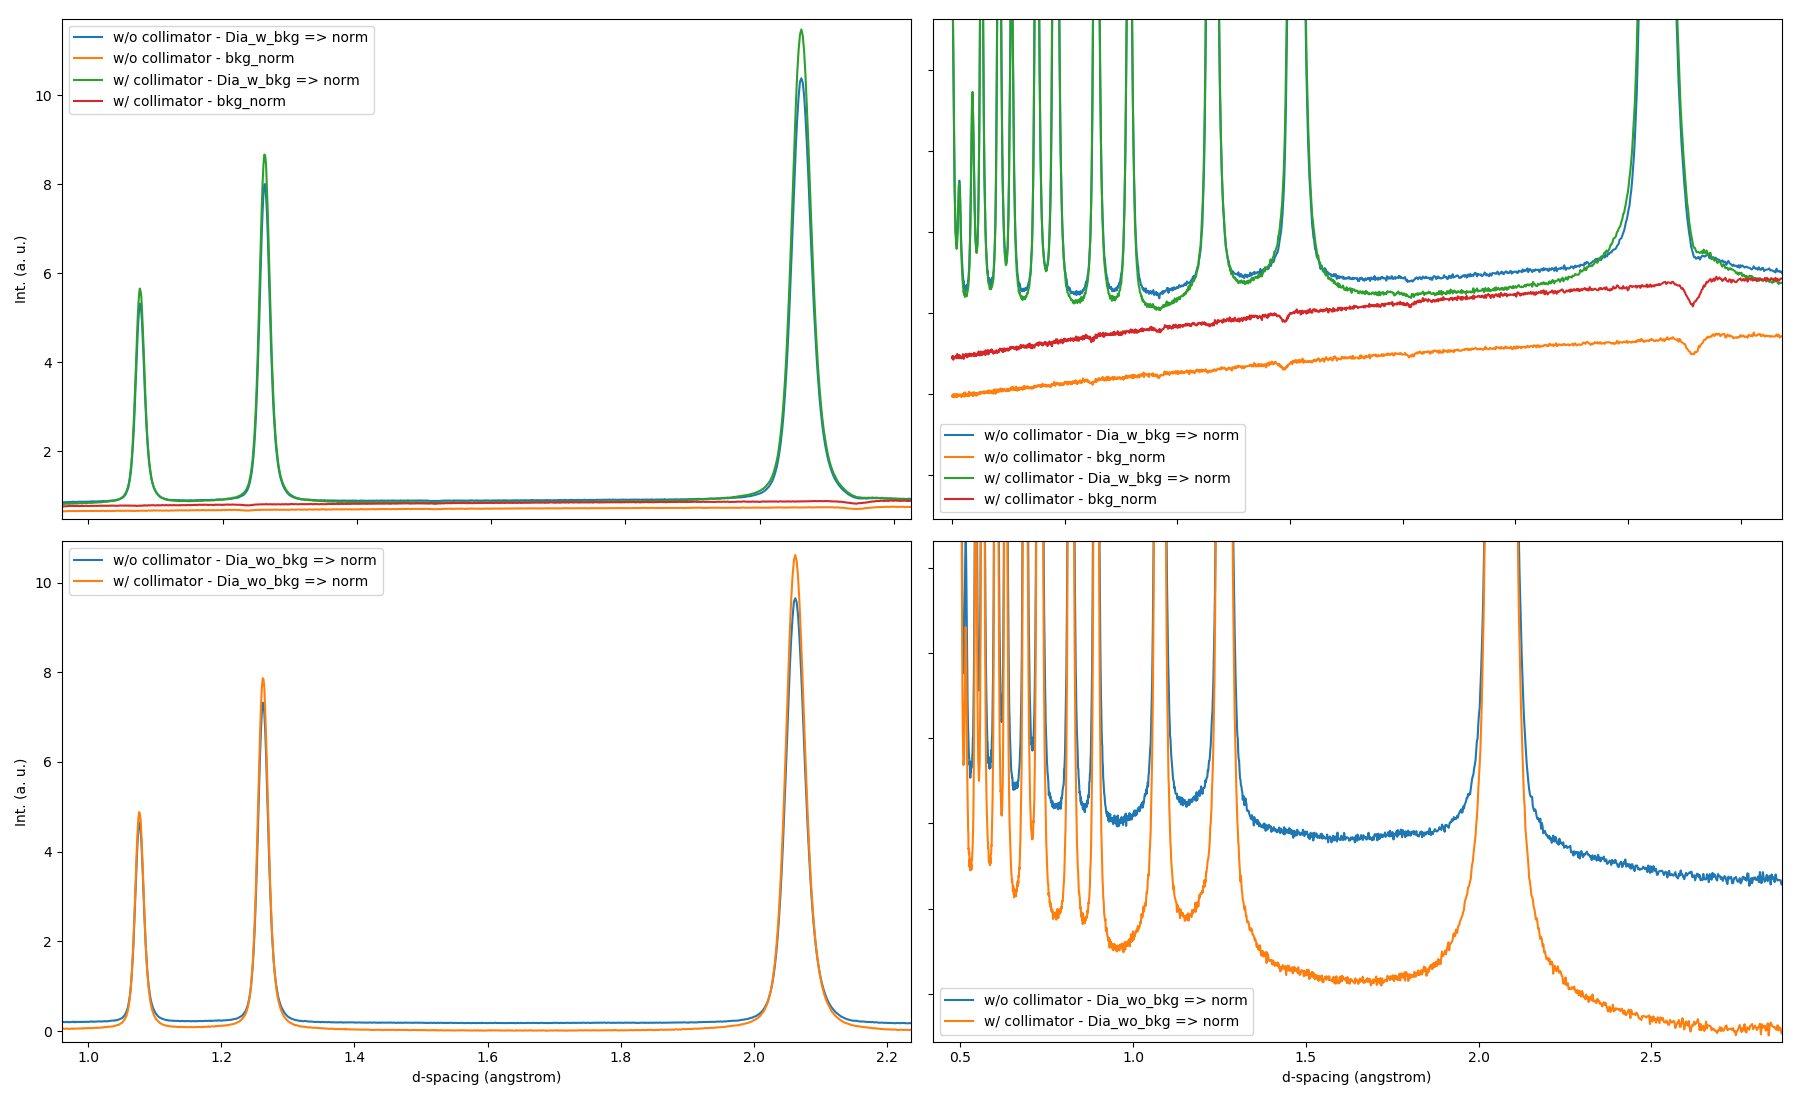 w/o collimator - Dia_w_bkg => norm
w/o collimator - bkg_norm
w/ collimator - Dia_w_bkg => norm
w/ collimator - bkg_norm
10
8
6
4
2
Int. (a. u.)
w/o collimator - Dia_w_bkg => norm
w/o collimator - bkg_norm
w/ collimator - Dia_w_bkg => norm
w/ collimator - bkg_norm
w/o collimator - Dia_wo_bkg => norm
w/ collimator - Dia_wo_bkg => norm
10
8
6
4
2
0
Int. (a. u.)
1.0 1.2 1.4 1.6 1.8 2.0 2.2
d-spacing (angstrom)
w/o collimator - Dia_wo_bkg => norm
w/ collimator - Dia_wo_bkg => norm
0.5 1.0 1.5 2.0 2.5
d-spacing (angstrom)